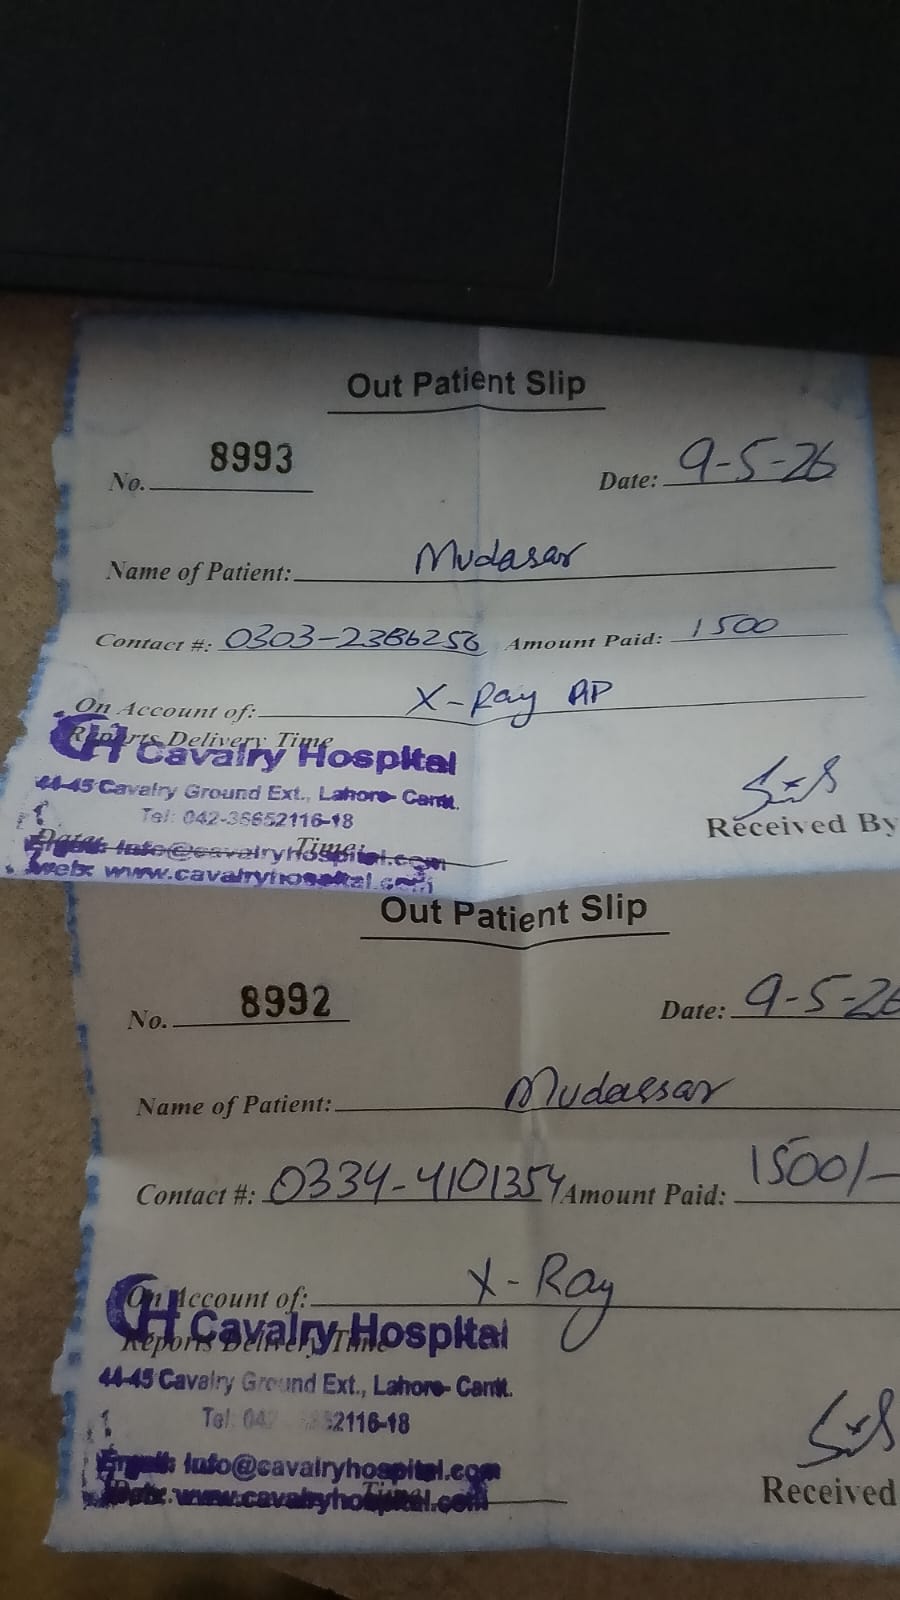 Out Patient Slip
No. 8993 Date: 9-5-26
Name of Patient: Mudasar
Contact #: 0303-2386256 Amount Paid: 1500
On Account of: X-Ray AP
Reports Delivery Time
CH Cavalry Hospital
44-45 Cavalry Ground Ext., Lahore- Cantt.
Tel: 042-36652116-18
Received By
Date: Time:
Email: Info@cavalryhospital.com
web: www.cavalryhospital.com
Out Patient Slip
No. 8992 Date: 9-5-26
Name of Patient: Mudassar
Contact #: 0334-4101354 Amount Paid: 1500/-
On Account of: X-Ray
CH Cavalry Hospital
Reports Delivery Time
44-45 Cavalry Ground Ext., Lahore- Cantt.
Tel: 042 52116-18
Info@cavalryhospital.com
www.cavalryhospital.com
Received